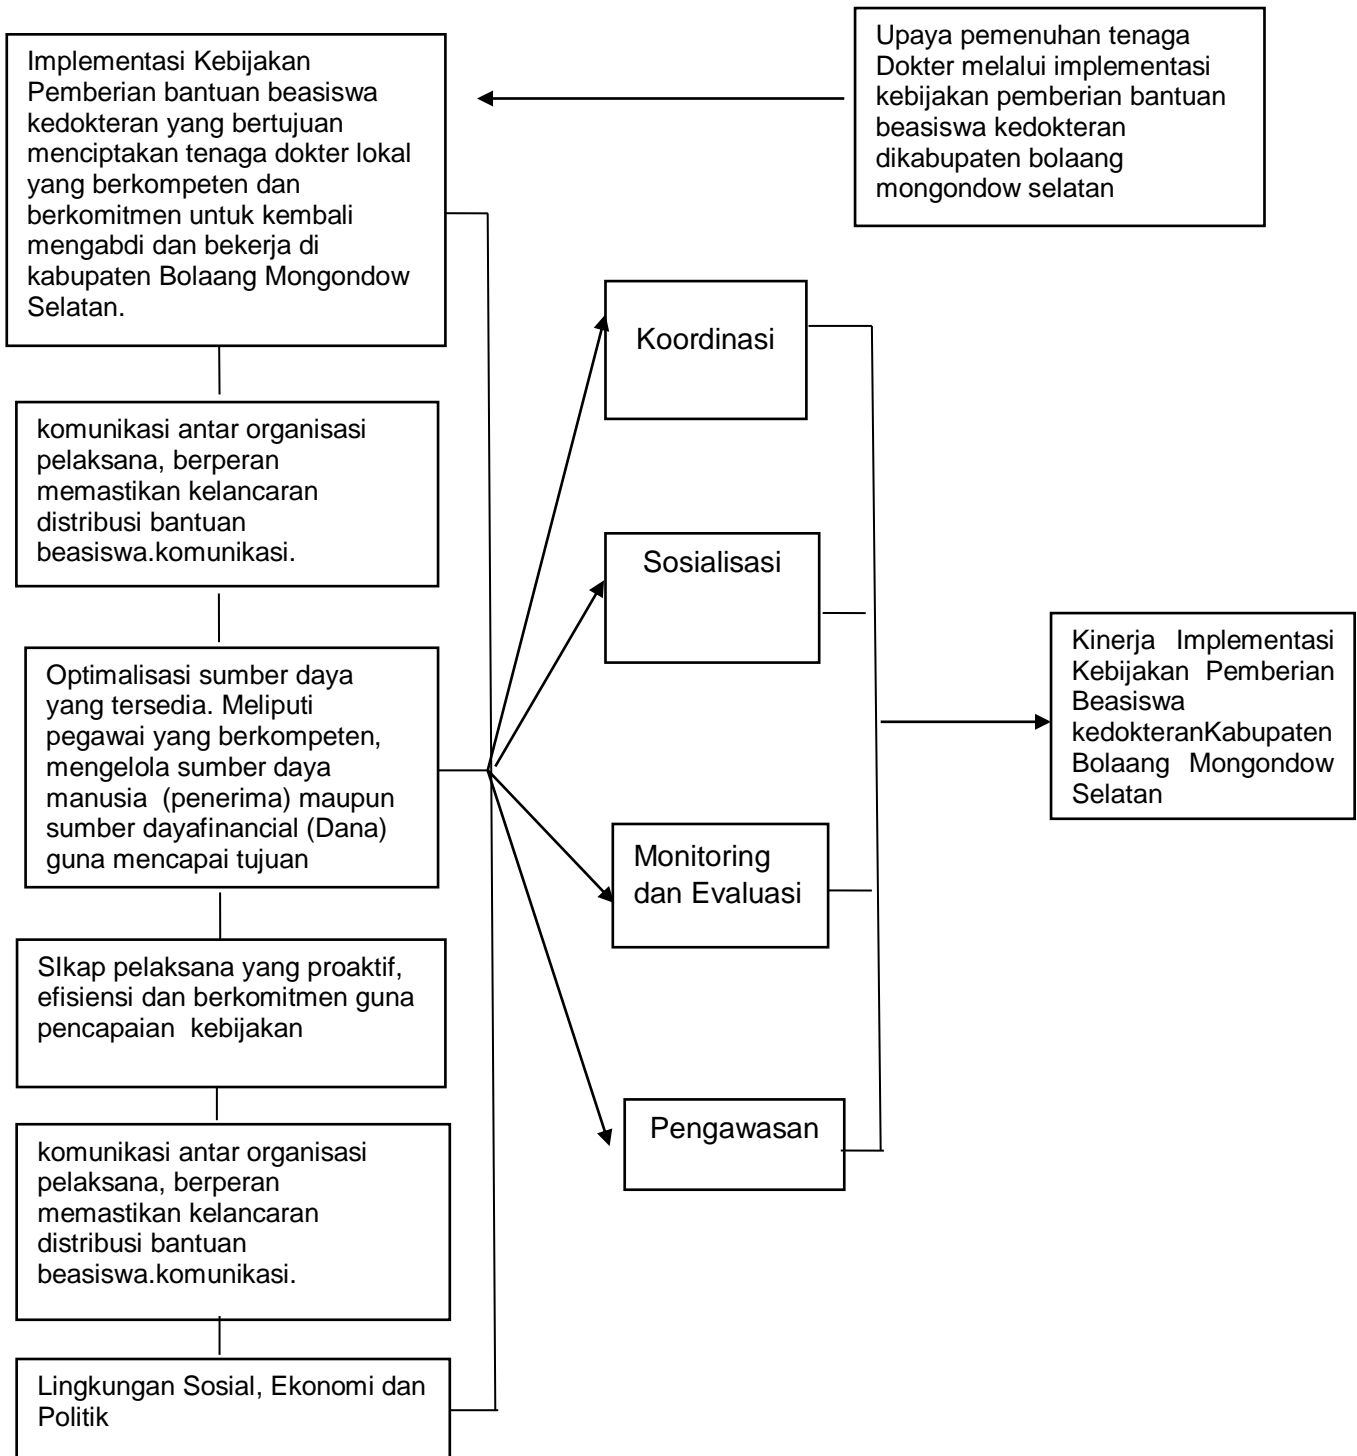 Implementasi Kebijakan
Pemberian bantuan beasiswa
kedokteran yang bertujuan
menciptakan tenaga dokter lokal
yang berkompeten dan
berkomitmen untuk kembali
mengabdi dan bekerja di
kabupaten Bolaang Mongondow
Selatan.
Upaya pemenuhan tenaga
Dokter melalui implementasi
kebijakan pemberian bantuan
beasiswa kedokteran
dikabupaten bolaang
mongondow selatan
komunikasi antar organisasi
pelaksana, berperan
memastikan kelancaran
distribusi bantuan
beasiswa.komunikasi.
Optimalisasi sumber daya
yang tersedia. Meliputi
pegawai yang berkompeten,
mengelola sumber daya
manusia (penerima) maupun
sumber dayafinancial (Dana)
guna mencapai tujuan
SIkap pelaksana yang proaktif,
efisiensi dan berkomitmen guna
pencapaian kebijakan
komunikasi antar organisasi
pelaksana, berperan
memastikan kelancaran
distribusi bantuan
beasiswa.komunikasi.
Lingkungan Sosial, Ekonomi dan
Politik
Koordinasi
Sosialisasi
Monitoring
dan Evaluasi
Pengawasan
Kinerja Implementasi
Kebijakan Pemberian
Beasiswa
kedokteranKabupaten
Bolaang Mongondow
Selatan